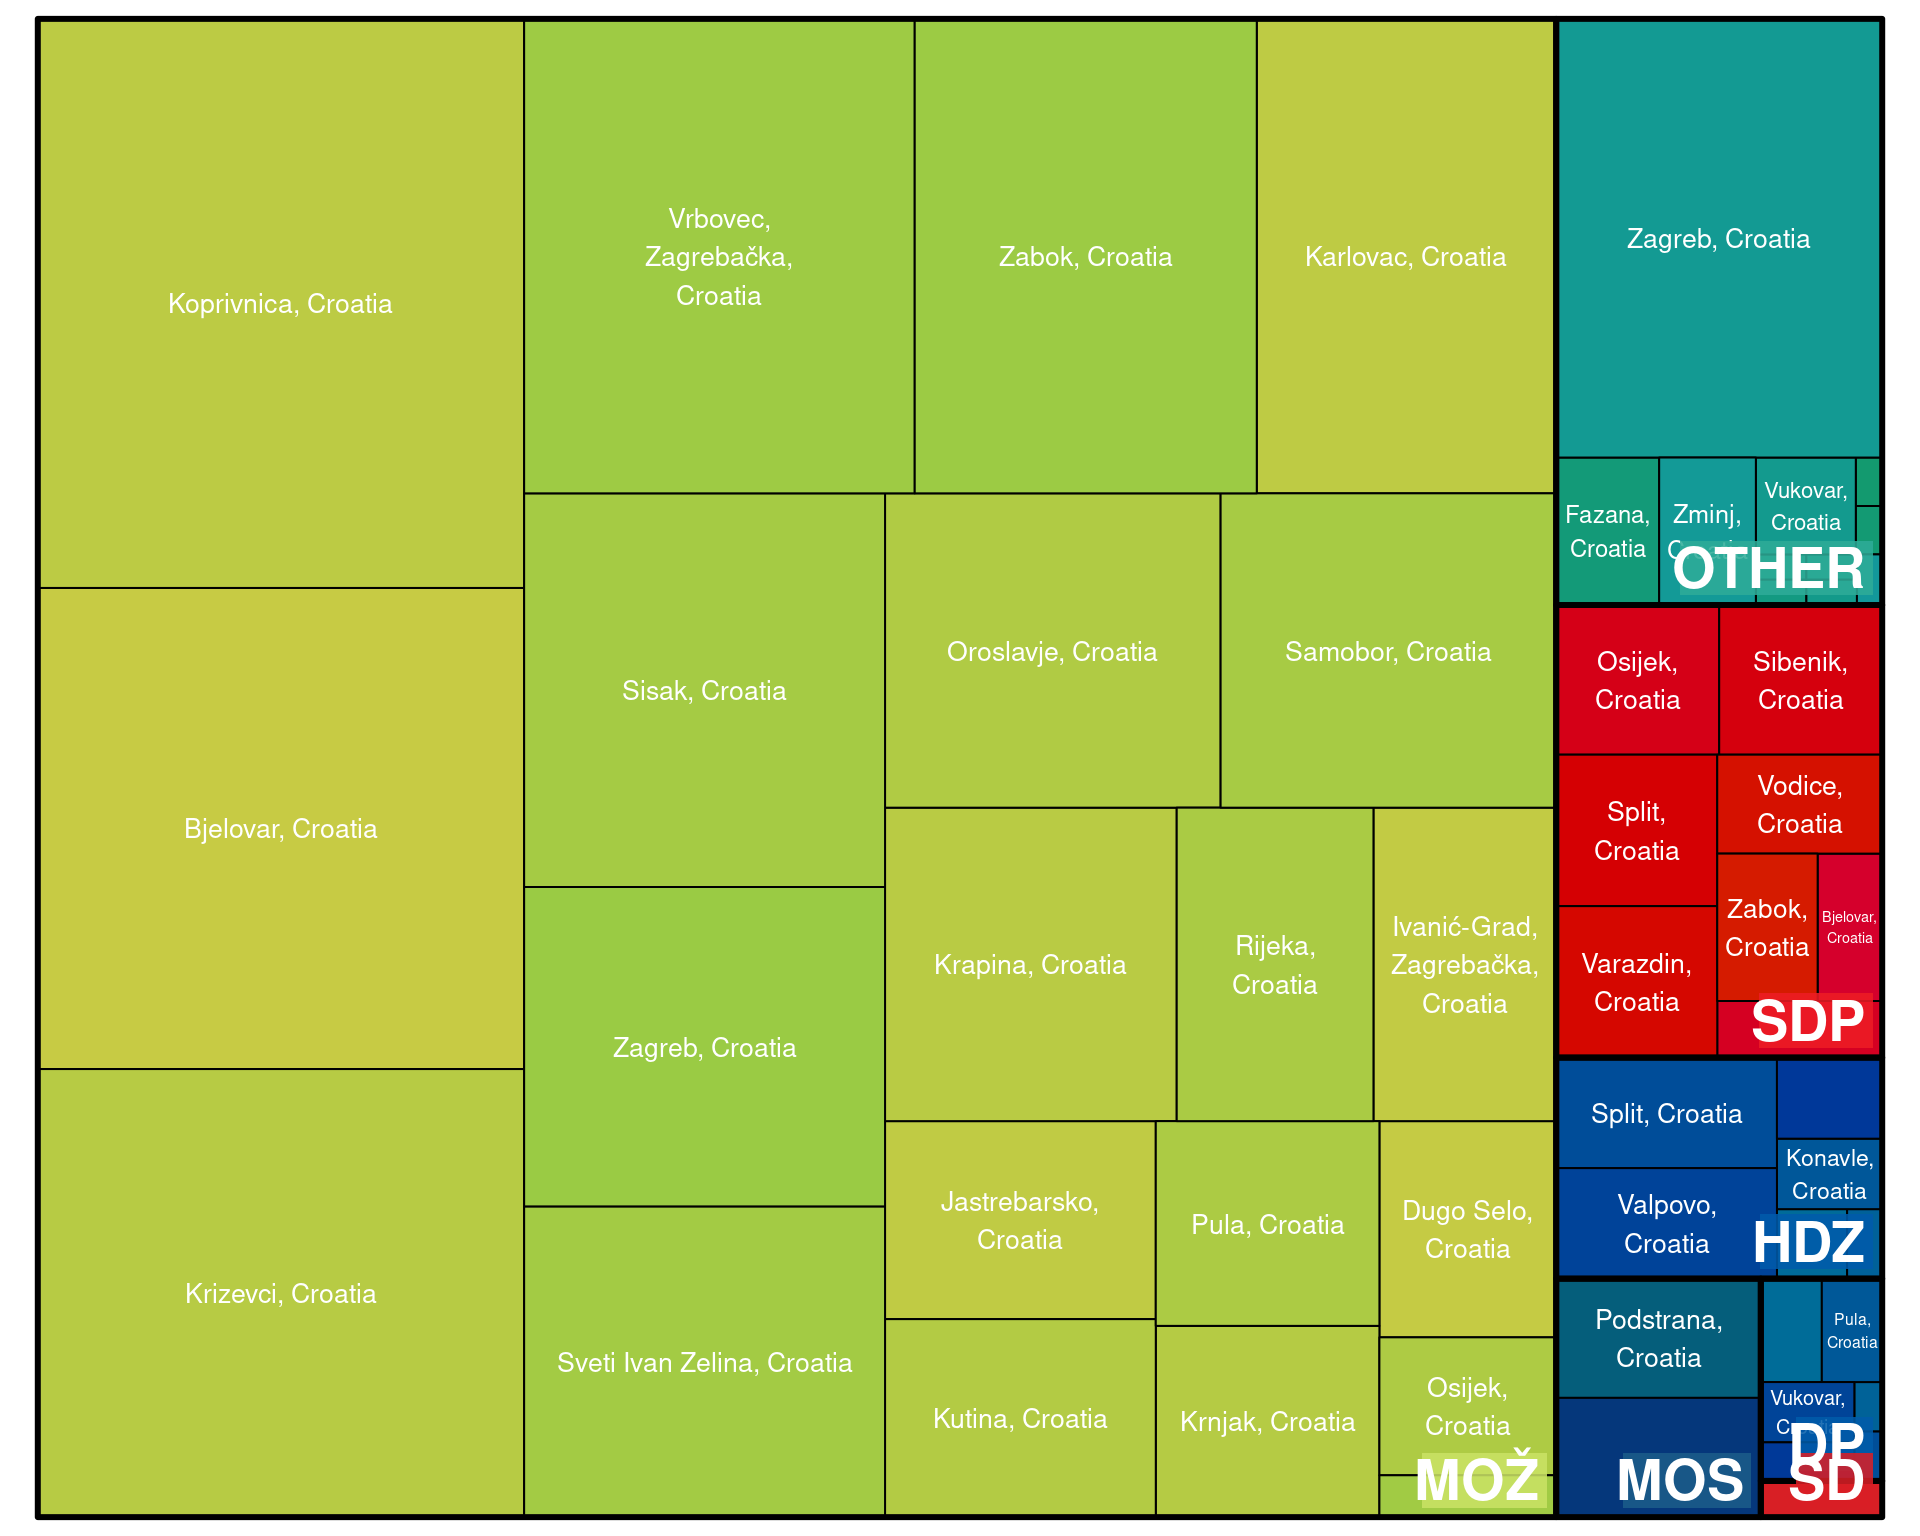 Koprivnica, Croatia
Bjelovar, Croatia
Krizevci, Croatia
Vrbovec,
Zagrebačka,
Croatia
Zabok, Croatia
Karlovac, Croatia
Sisak, Croatia
Zagreb, Croatia
Sveti Ivan Zelina, Croatia
Oroslavje, Croatia
Samobor, Croatia
Krapina, Croatia
Rijeka,
Croatia
Ivanić-Grad,
Zagrebačka,
Croatia
Jastrebarsko,
Croatia
Kutina, Croatia
Pula, Croatia
Krnjak, Croatia
Dugo Selo,
Croatia
Osijek,
Croatia
MOŽ
Zagreb, Croatia
Fazana,
Croatia
Zminj,
Vukovar,
Croatia
OTHER
Osijek,
Croatia
Sibenik,
Croatia
Split,
Croatia
Varazdin,
Croatia
Vodice,
Croatia
Zabok,
Croatia
Bjelovar,
Croatia
SDP
Split, Croatia
Valpovo,
Croatia
Konavle,
Croatia
HDZ
Podstrana,
Croatia
MOS
Pula,
Croatia
Vukovar,
DP
SD